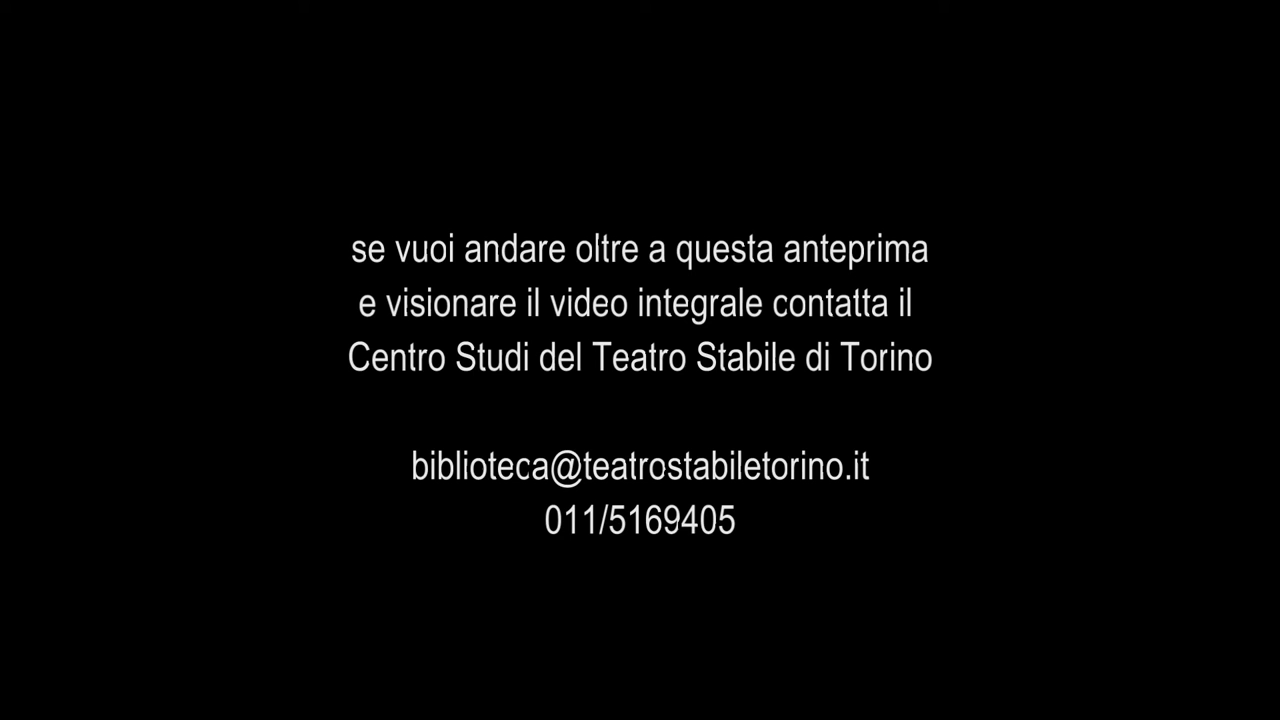 se vuoi andare oltre a questa anteprima
e visionare il video integrale contatta il
Centro Studi del Teatro Stabile di Torino
biblioteca@teatrostabiletorino.it
011/5169405